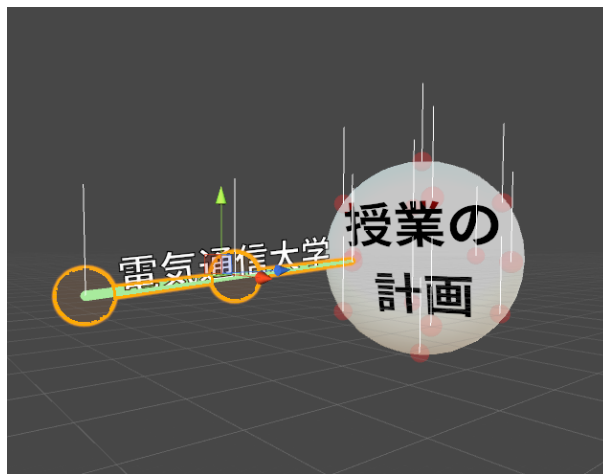 電気通信大学
授業の
計画